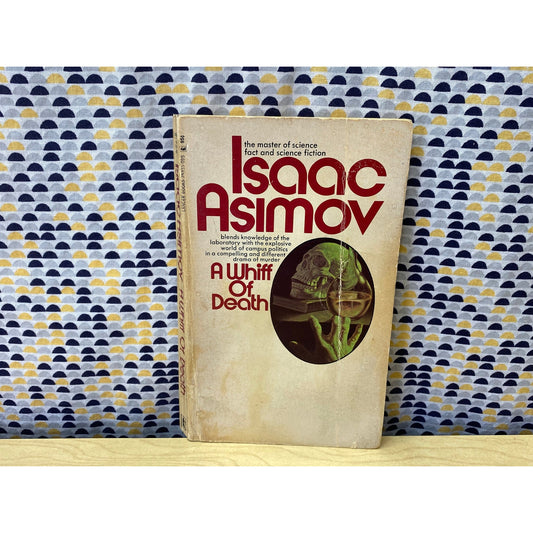 the master of science
fact and science fiction
Isaac
Asimov
blends knowledge of the
laboratory with the explosive
world of campus politics
in a compelling and different
drama of murder
A Whiff
Of
Death